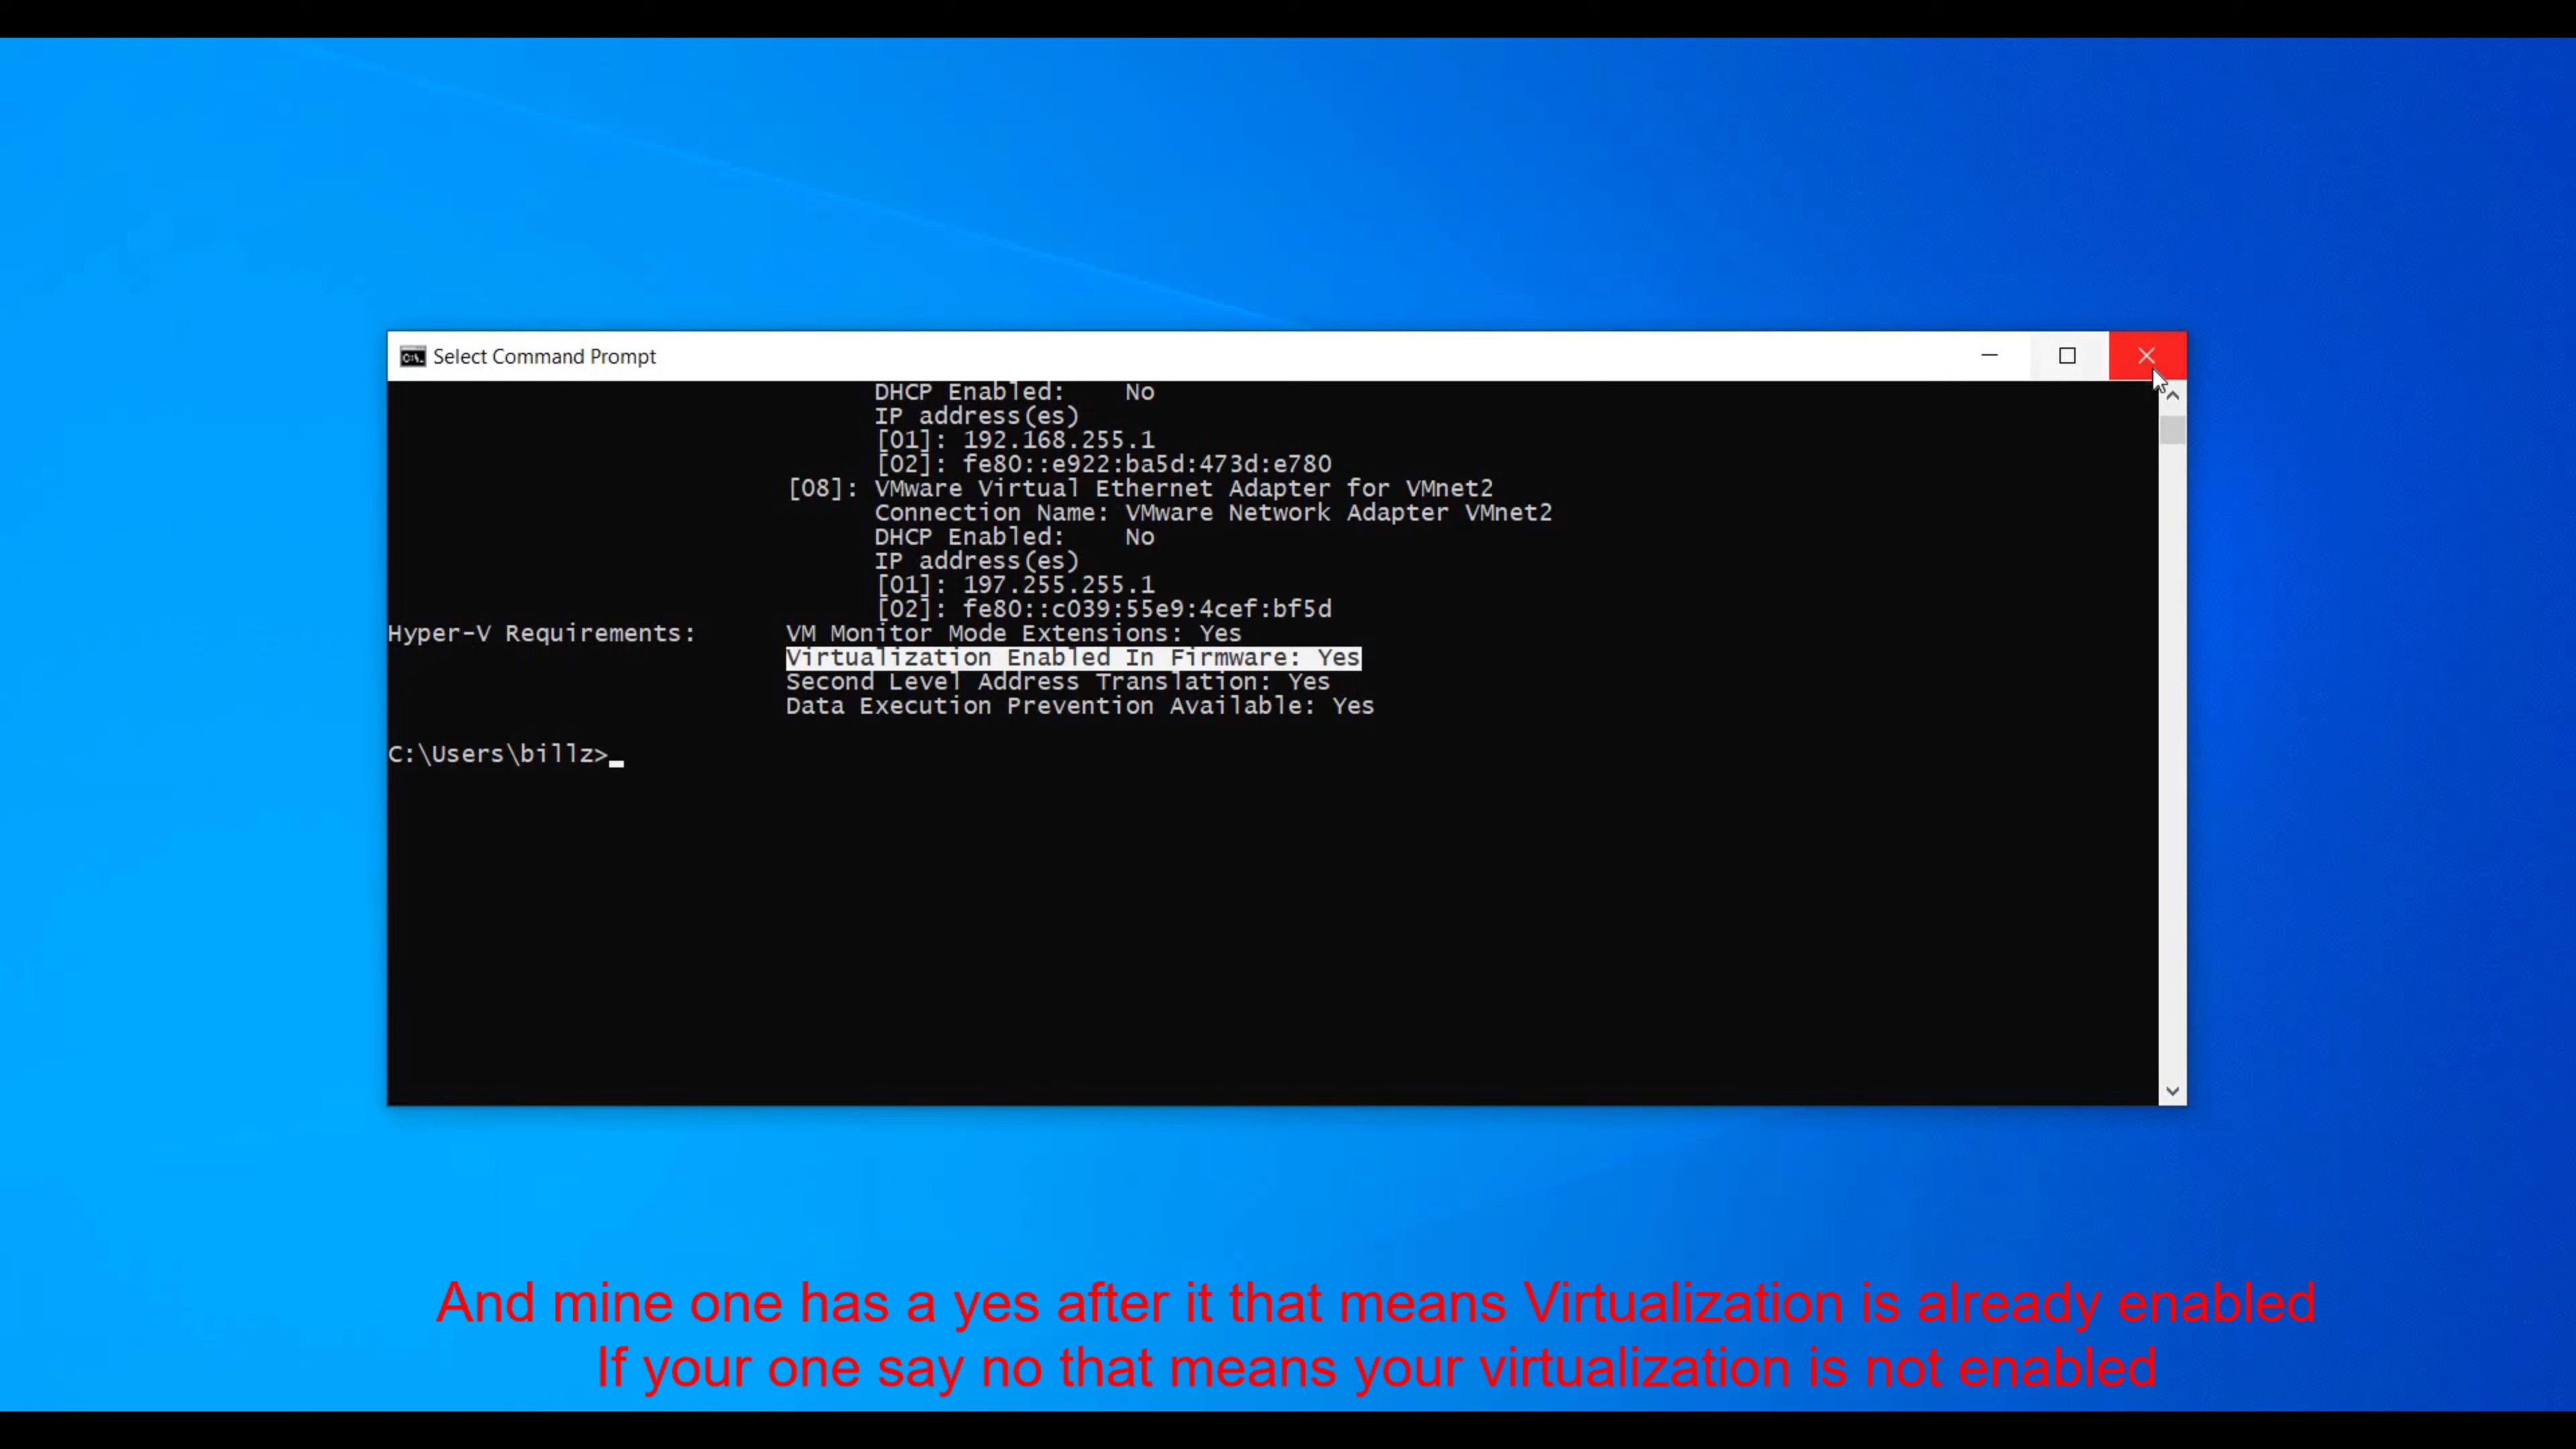 Select Command Prompt
DHCP Enabled:    No
IP address(es)
[01]: 192.168.255.1
[02]: fe80::e922:ba5d:473d:e780
[08]: VMware Virtual Ethernet Adapter for VMnet2
Connection Name: VMware Network Adapter VMnet2
DHCP Enabled:    No
IP address(es)
[01]: 197.255.255.1
[02]: fe80::c039:55e9:4cef:bf5d
Hyper-V Requirements:      VM Monitor Mode Extensions: Yes
Virtualization Enabled In Firmware: Yes
Second Level Address Translation: Yes
Data Execution Prevention Available: Yes
C:\Users\billz>_
And mine one has a yes after it that means Virtualization is already enabled
If your one say no that means your virtualization is not enabled